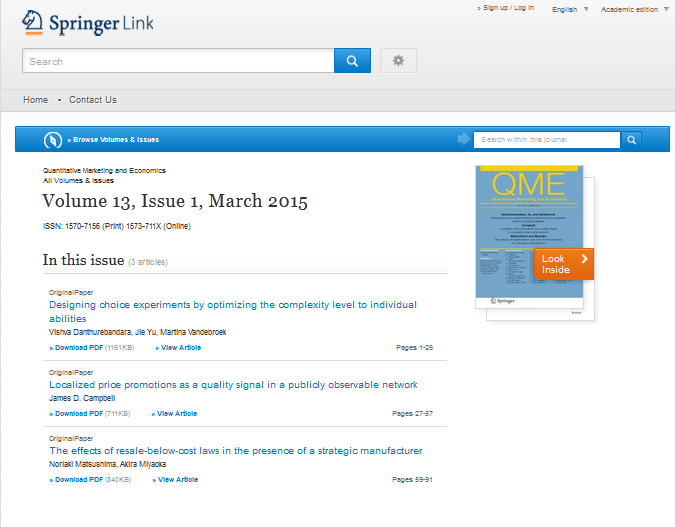 » Sign up / Log In English Academic edition
Springer Link
Search
Home • Contact Us
» Browse Volumes & Issues
Search within this journal
Quantitative Marketing and Economics
All Volumes & Issues
Volume 13, Issue 1, March 2015
ISSN: 1570-7156 (Print) 1573-711X (Online)
In this issue (3 articles)
OriginalPaper
Designing choice experiments by optimizing the complexity level to individual
abilities
Vishva Danthurebandara, Jie Yu, Martina Vandebroek
» Download PDF (1161KB) » View Article Pages 1-26
OriginalPaper
Localized price promotions as a quality signal in a publicly observable network
James D. Campbell
» Download PDF (711KB) » View Article Pages 27-57
OriginalPaper
The effects of resale-below-cost laws in the presence of a strategic manufacturer
Noriaki Matsushima, Akira Miyaoka
» Download PDF (840KB) » View Article Pages 59-91
QME
Quantitative Marketing and Economics
Look
Inside
Springer